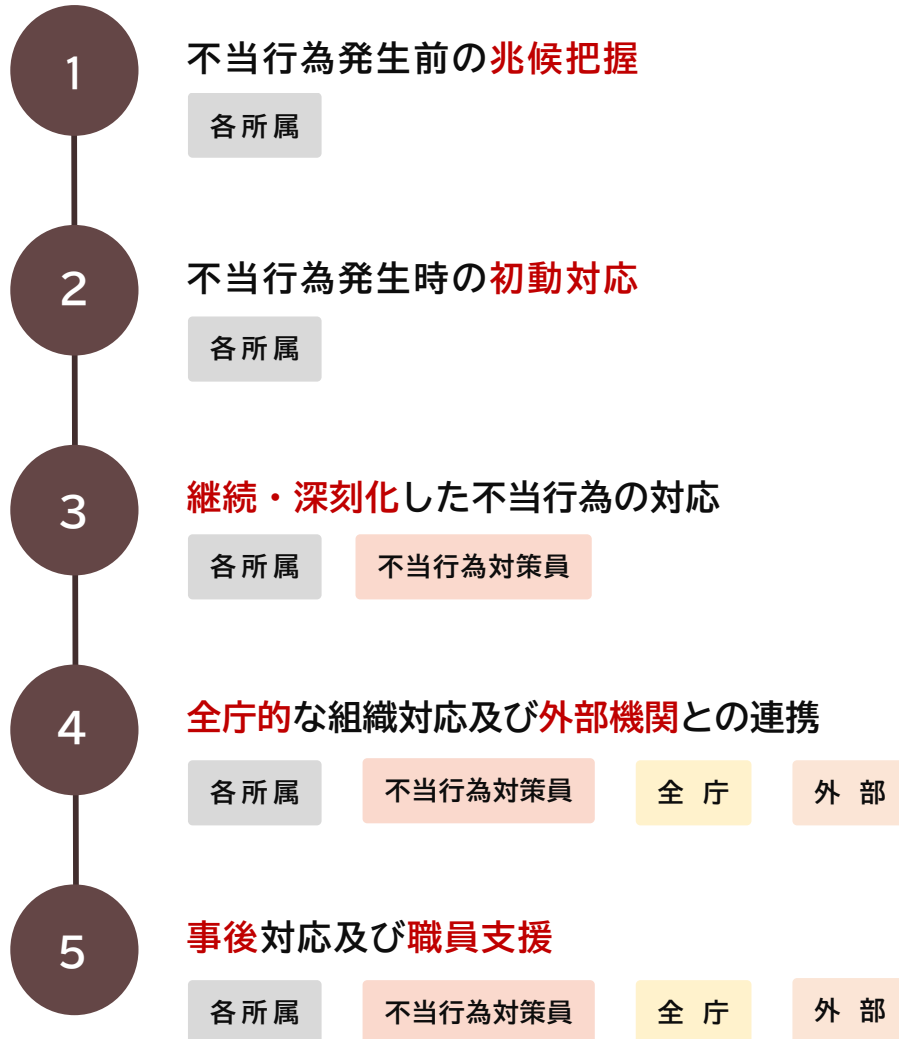 1
不当行為発生前の兆候把握
各所属
2
不当行為発生時の初動対応
各所属
3
継続・深刻化した不当行為の対応
各所属 不当行為対策員
4
全庁的な組織対応及び外部機関との連携
各所属 不当行為対策員 全 庁 外 部
5
事後対応及び職員支援
各所属 不当行為対策員 全 庁 外 部